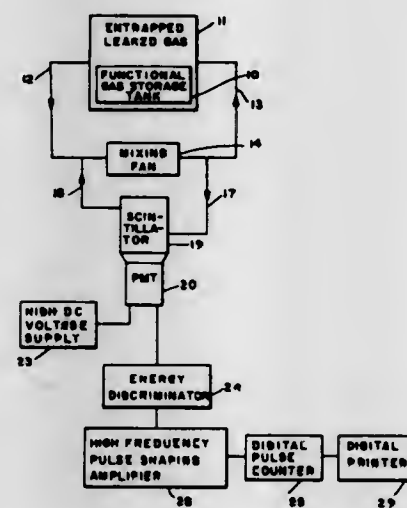 ENTRAPPED
LEAKED GAS
11
12
FUNCTIONAL
GAS STORAGE
TANK
10
13
MIXING
FAN
14
18
17
SCIN-
TILLA-
TOR
19
PMT
20
HIGH DC
VOLTESE
SUPPLY
23
ENERGY
DISCRIMINATOR
24
HIGH FREQUENCY
PULSE SHAPING
AMPLIFIER
DIGITAL
PULSE
COUNTER
DIGITAL
PRINTER
29